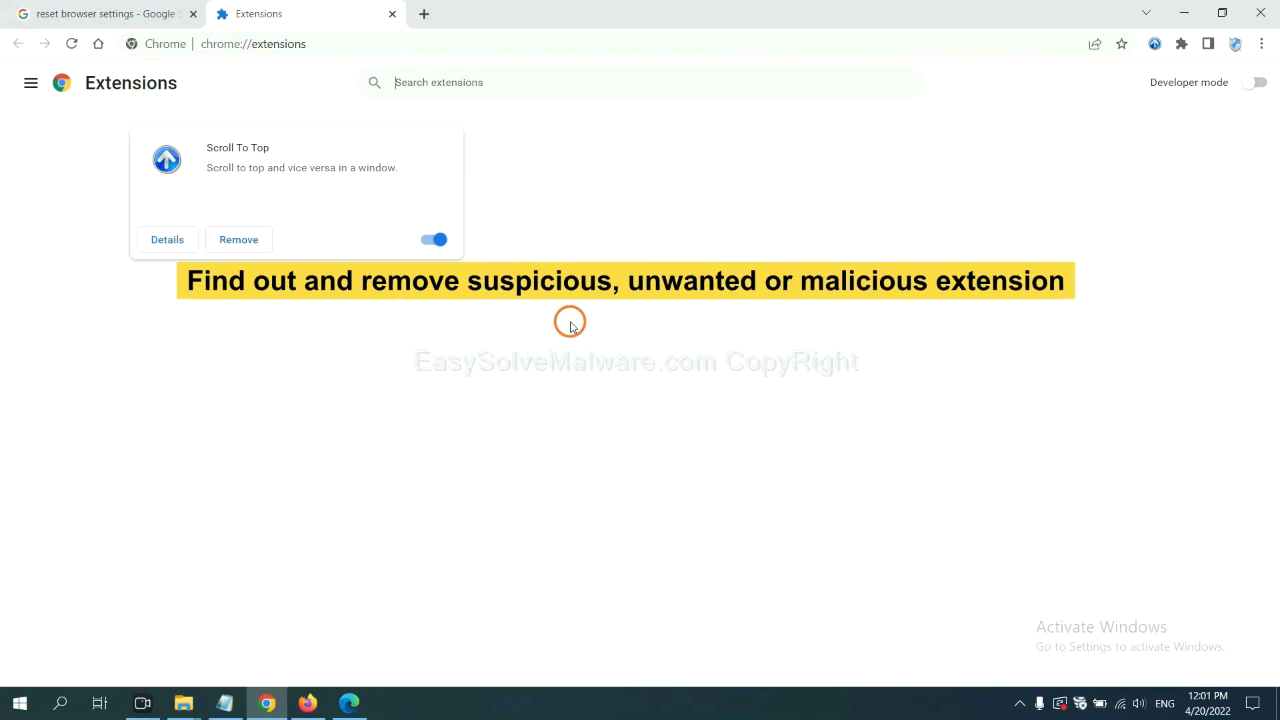 reset browser settings - Google S
Extensions
Chrome | chrome://extensions
Extensions
Search extensions
Developer mode
Scroll To Top
Scroll to top and vice versa in a window.
Details
Remove
Find out and remove suspicious, unwanted or malicious extension
EasySolveMalware.com CopyRight
Activate Windows
Go to Settings to activate Windows.
ENG
12:01 PM
4/20/2022